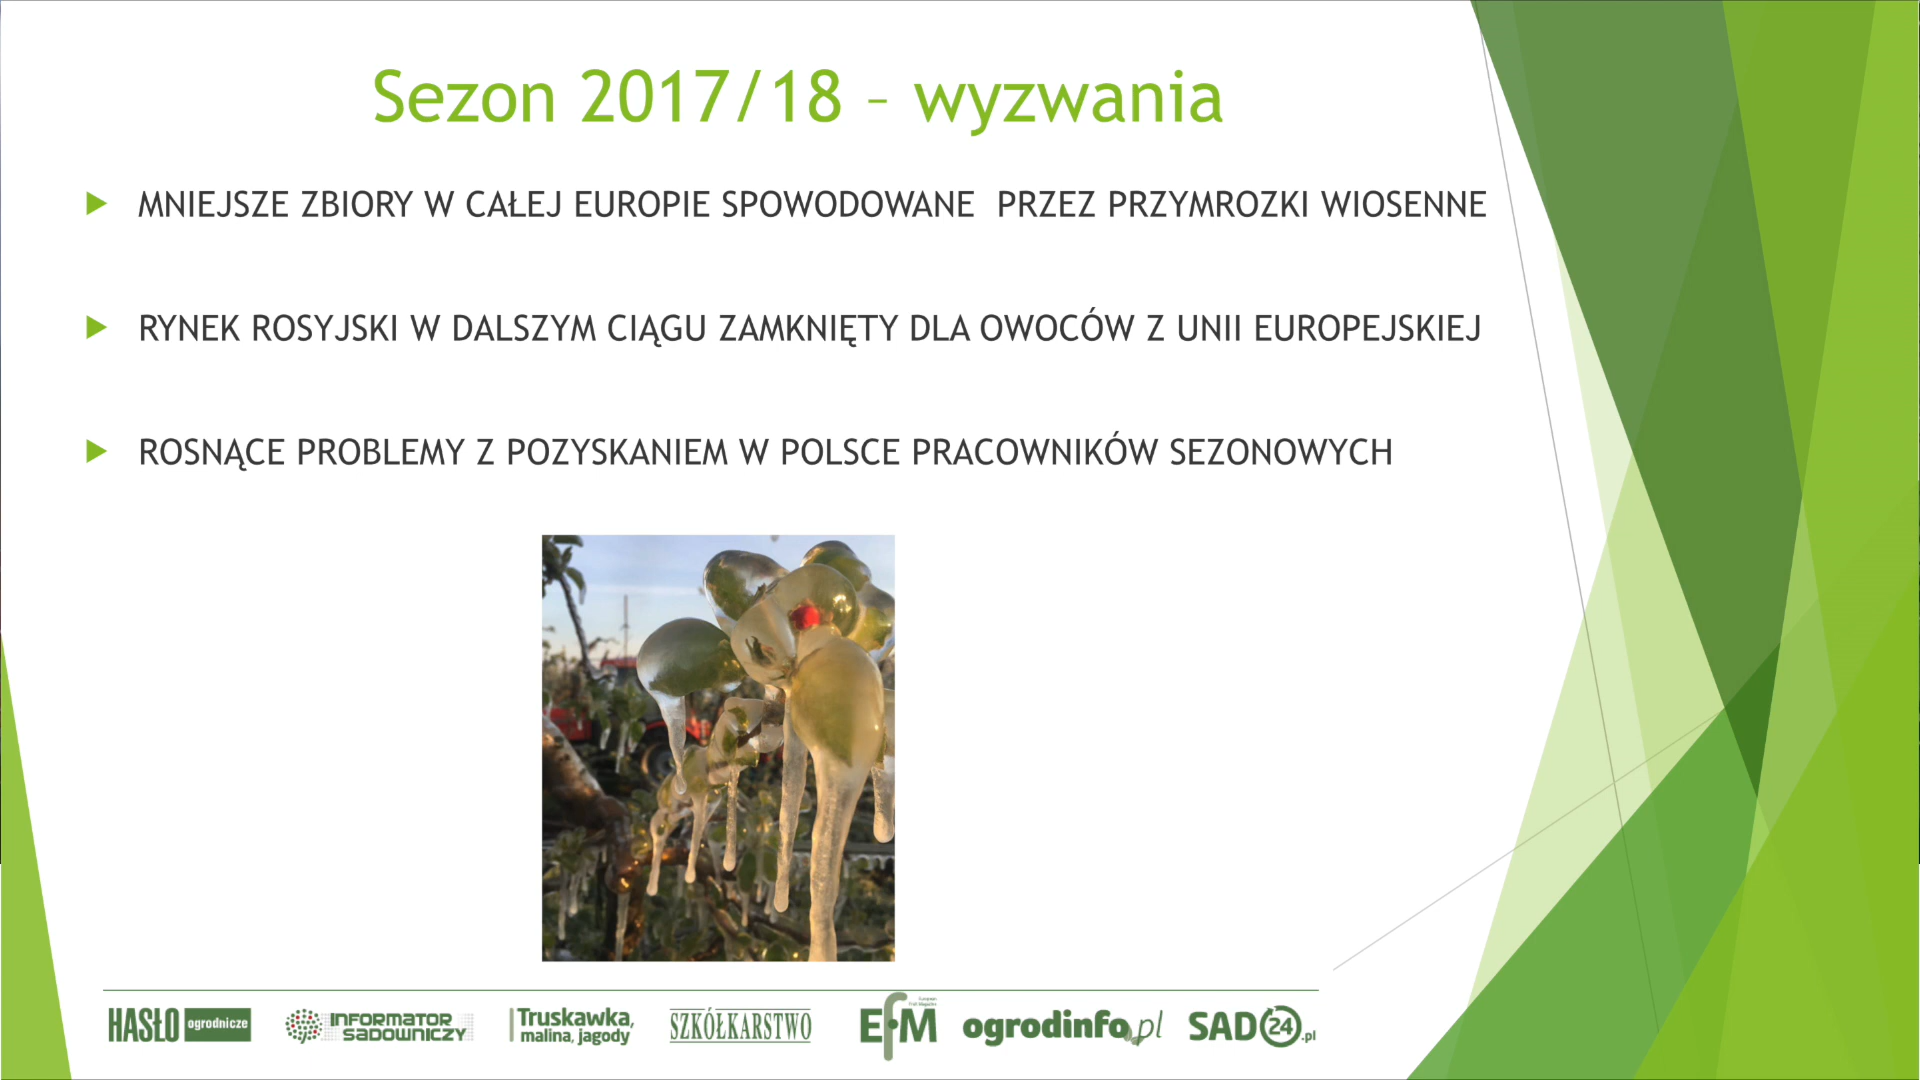 Sezon 2017/18 – wyzwania
MNIEJSZE ZBIORY W CAŁEJ EUROPIE SPOWODOWANE PRZEZ PRZYMROZKI WIOSENNE
RYNEK ROSYJSKI W DALSZYM CIĄGU ZAMKNIĘTY DLA OWOCÓW Z UNII EUROPEJSKIEJ
ROSNĄCE PROBLEMY Z POZYSKANIEM W POLSCE PRACOWNIKÓW SEZONOWYCH
HASŁO ogrodnicze
INFORMATOR
SADOWNICZY
Truskawka,
malina, jagody
SZKÓŁKARSTWO
EFM
ogrodinfo.pl
SAD24.pl